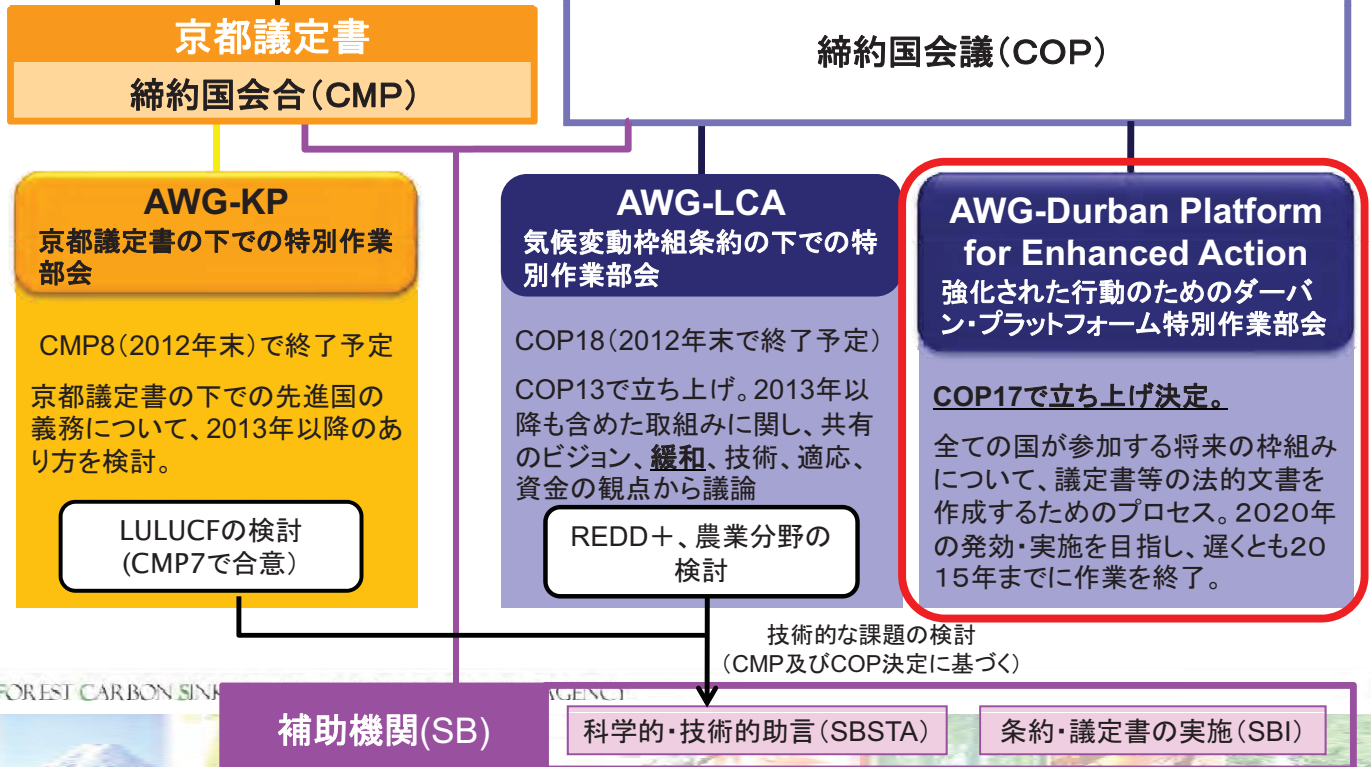 京都議定書
締約国会合(CMP)
締約国会議(COP)
AWG-KP
京都議定書の下での特別作業
部会
CMP8(2012年末)で終了予定
京都議定書の下での先進国の
義務について、2013年以降のあ
り方を検討。
LULUCFの検討
(CMP7で合意)
AWG-LCA
気候変動枠組条約の下での特
別作業部会
COP18(2012年末で終了予定)
COP13で立ち上げ。2013年以
降も含めた取組みに関し、共有
のビジョン、緩和、技術、適応、
資金の観点から議論
REDD+、農業分野の
検討
AWG-Durban Platform
for Enhanced Action
強化された行動のためのダーバ
ン・プラットフォーム特別作業部会
COP17で立ち上げ決定。
全ての国が参加する将来の枠組み
について、議定書等の法的文書を
作成するためのプロセス。2020年
の発効・実施を目指し、遅くとも20
15年までに作業を終了。
技術的な課題の検討
(CMP及びCOP決定に基づく)
FOREST CARBON SINK AGENCY
補助機関(SB)
科学的・技術的助言(SBSTA)
条約・議定書の実施(SBI)